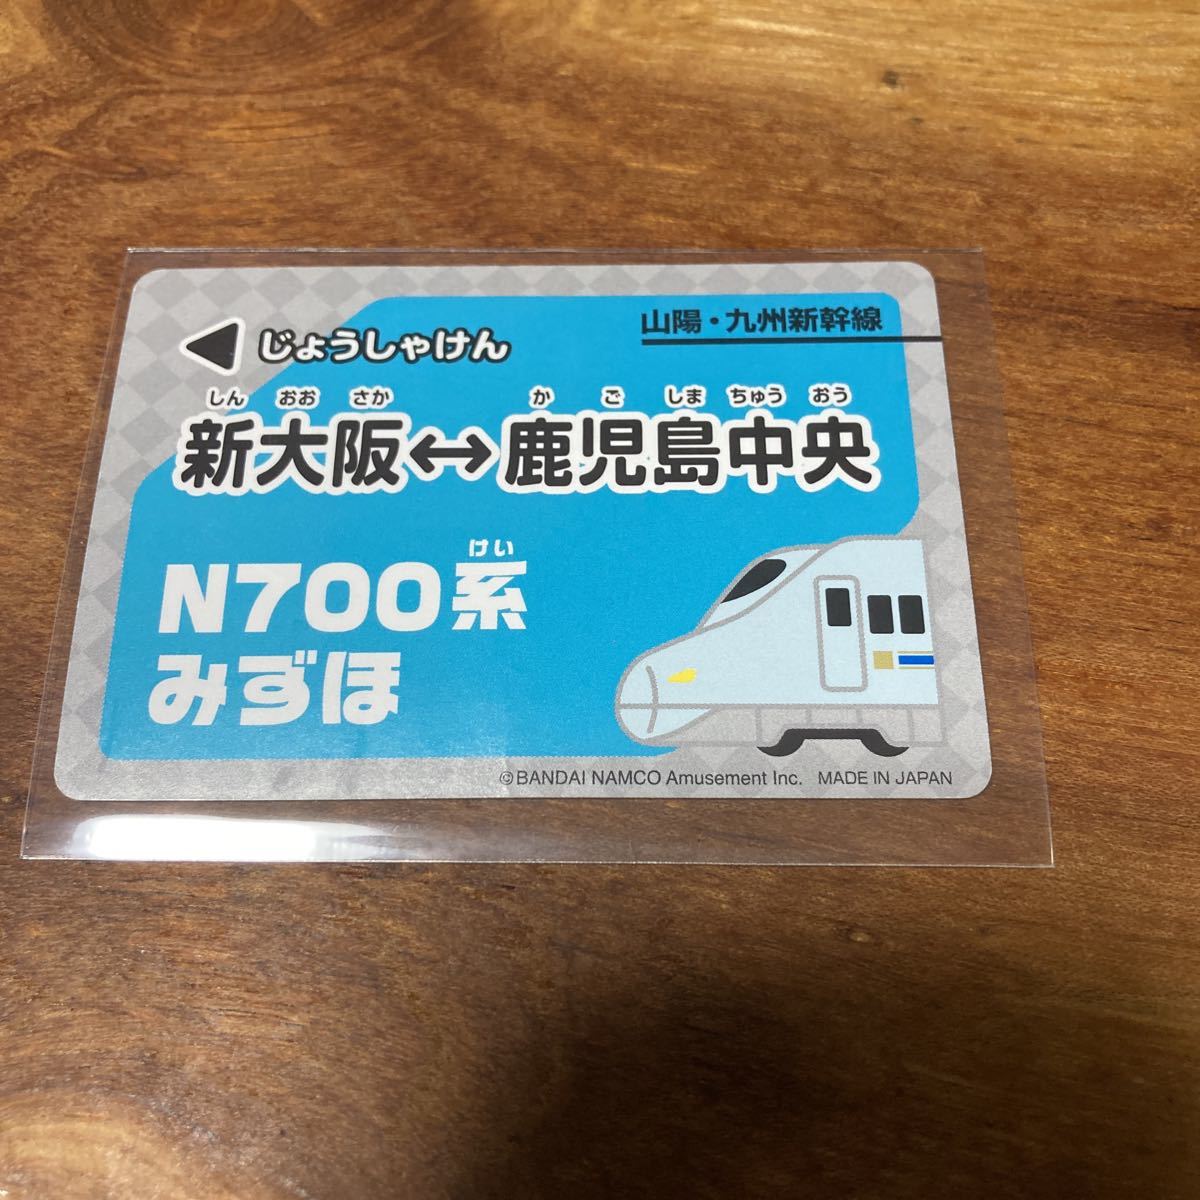 山陽・九州新幹線
じょうしゃけん
しん おお さか か ご しま ちゅう おう
新大阪↔鹿児島中央
けい
N700系
みずほ
©BANDAI NAMCO Amusement Inc. MADE IN JAPAN